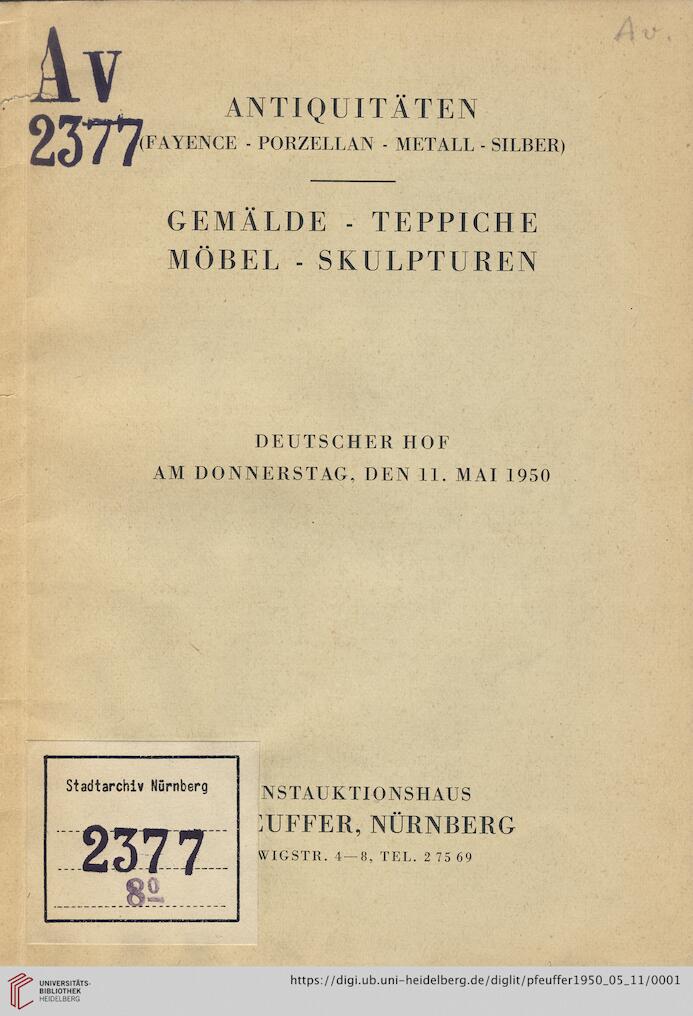 Av.
Av
2377
ANTIQUITÄTEN
(FAYENCE - PORZELLAN - METALL - SILBER)
GEMÄLDE - TEPPICHE
MÖBEL - SKULPTUREN
DEUTSCHER HOF
AM DONNERSTAG, DEN 11. MAI 1950
NSTAUKTIONSHAUS
EUFFER, NÜRNBERG
WIGSTR. 4—8, TEL. 2 75 69
Stadtarchiv Nürnberg
2377
8º
UNIVERSITÄTS-
BIBLIOTHEK
HEIDELBERG
https://digi.ub.uni-heidelberg.de/diglit/pfeuffer1950_05_11/0001